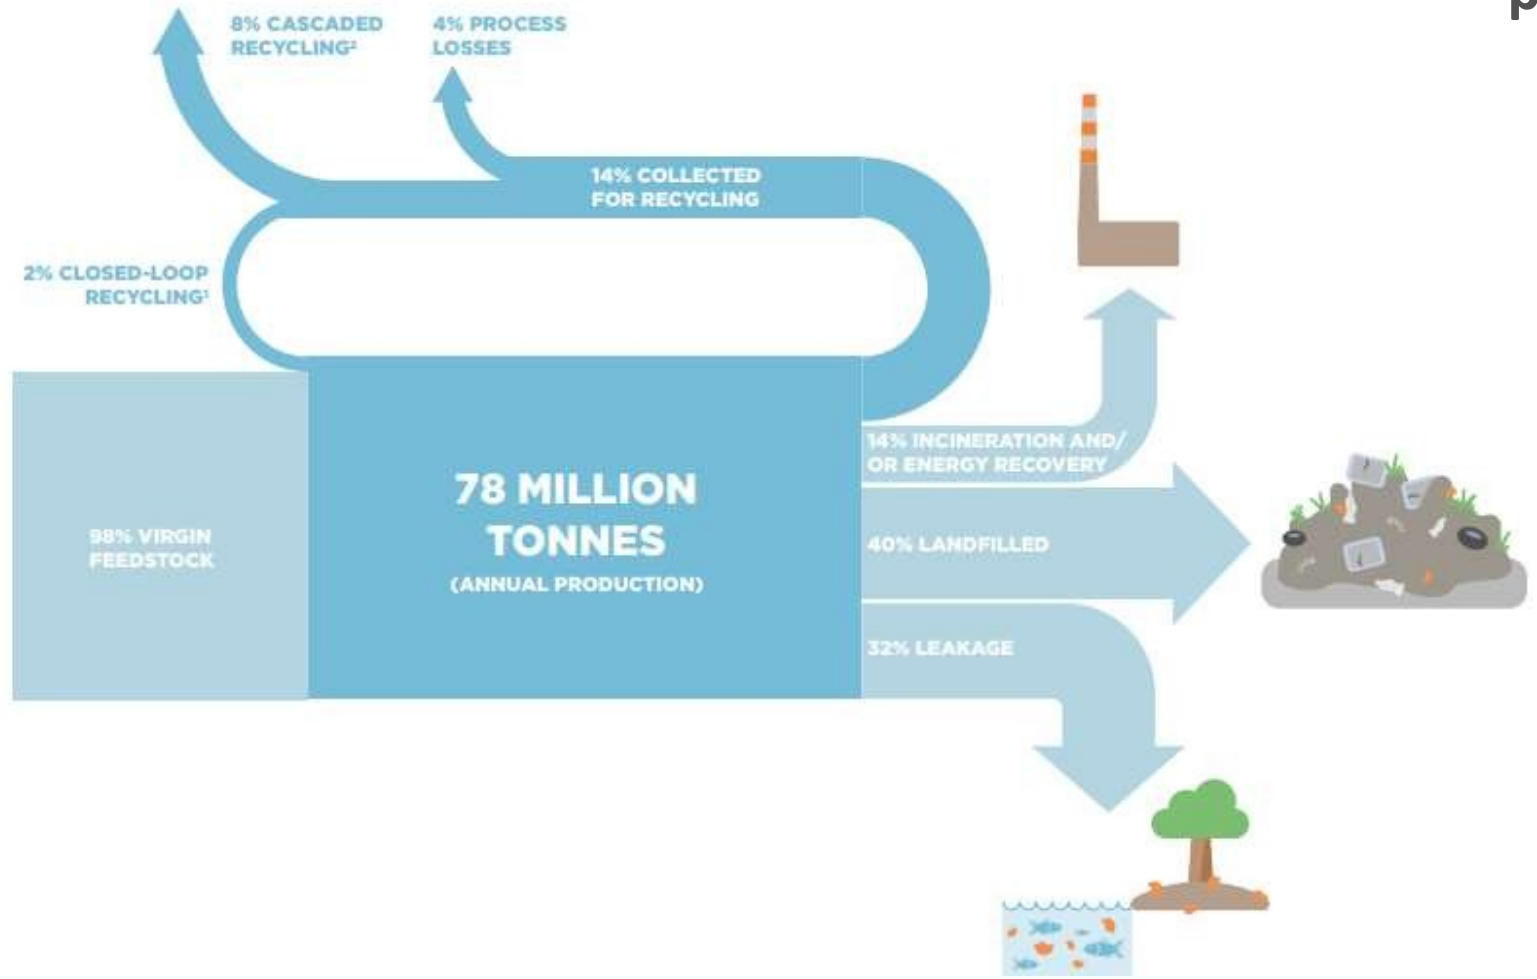 8% CASCADED
RECYCLING²
4% PROCESS
LOSSES
14% COLLECTED
FOR RECYCLING
2% CLOSED-LOOP
RECYCLING¹
98% VIRGIN
FEEDSTOCK
78 MILLION
TONNES
(ANNUAL PRODUCTION)
14% INCINERATION AND/
OR ENERGY RECOVERY
40% LANDFILLED
32% LEAKAGE